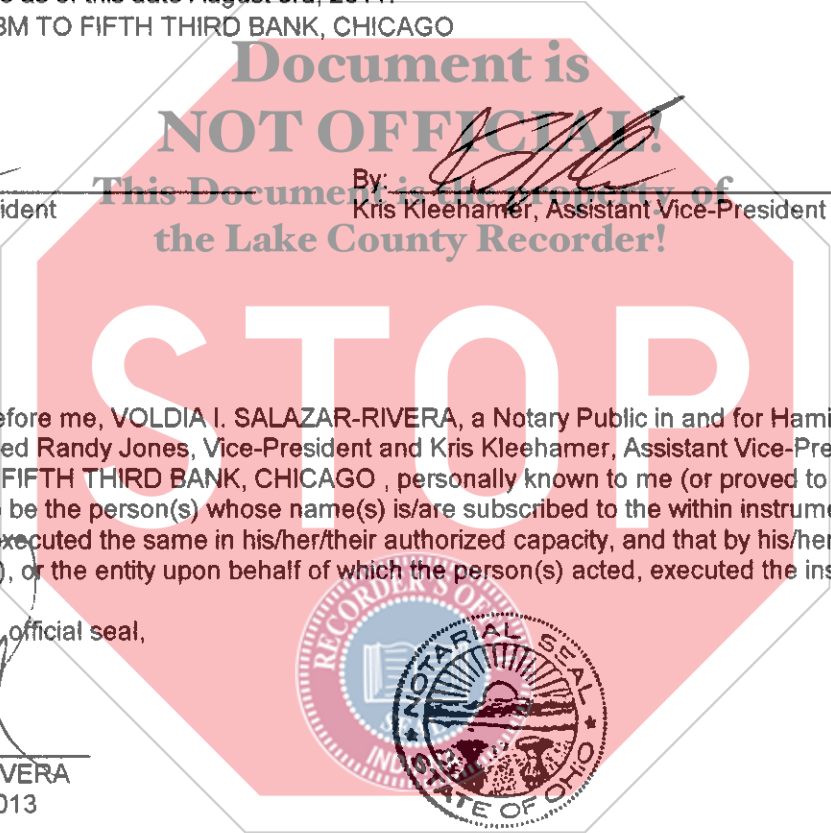 as of this date August 3rd, 2011.
BM TO FIFTH THIRD BANK, CHICAGO
Document is
NOT OFFICIAL!
This Document is the property of
the Lake County Recorder!
By:
ident Kris Kleehamer, Assistant Vice-President
STOP
efore me, VOLDIA I. SALAZAR-RIVERA, a Notary Public in and for Hami
ed Randy Jones, Vice-President and Kris Kleehamer, Assistant Vice-Pre
FIFTH THIRD BANK, CHICAGO , personally known to me (or proved to
be the person(s) whose name(s) is/are subscribed to the within instrume
xecuted the same in his/her/their authorized capacity, and that by his/her
), or the entity upon behalf of which the person(s) acted, executed the ins
official seal,
RECORDER'S OF
SEAL
NOTARIAL SEAL
STATE OF OHIO
VERA
013